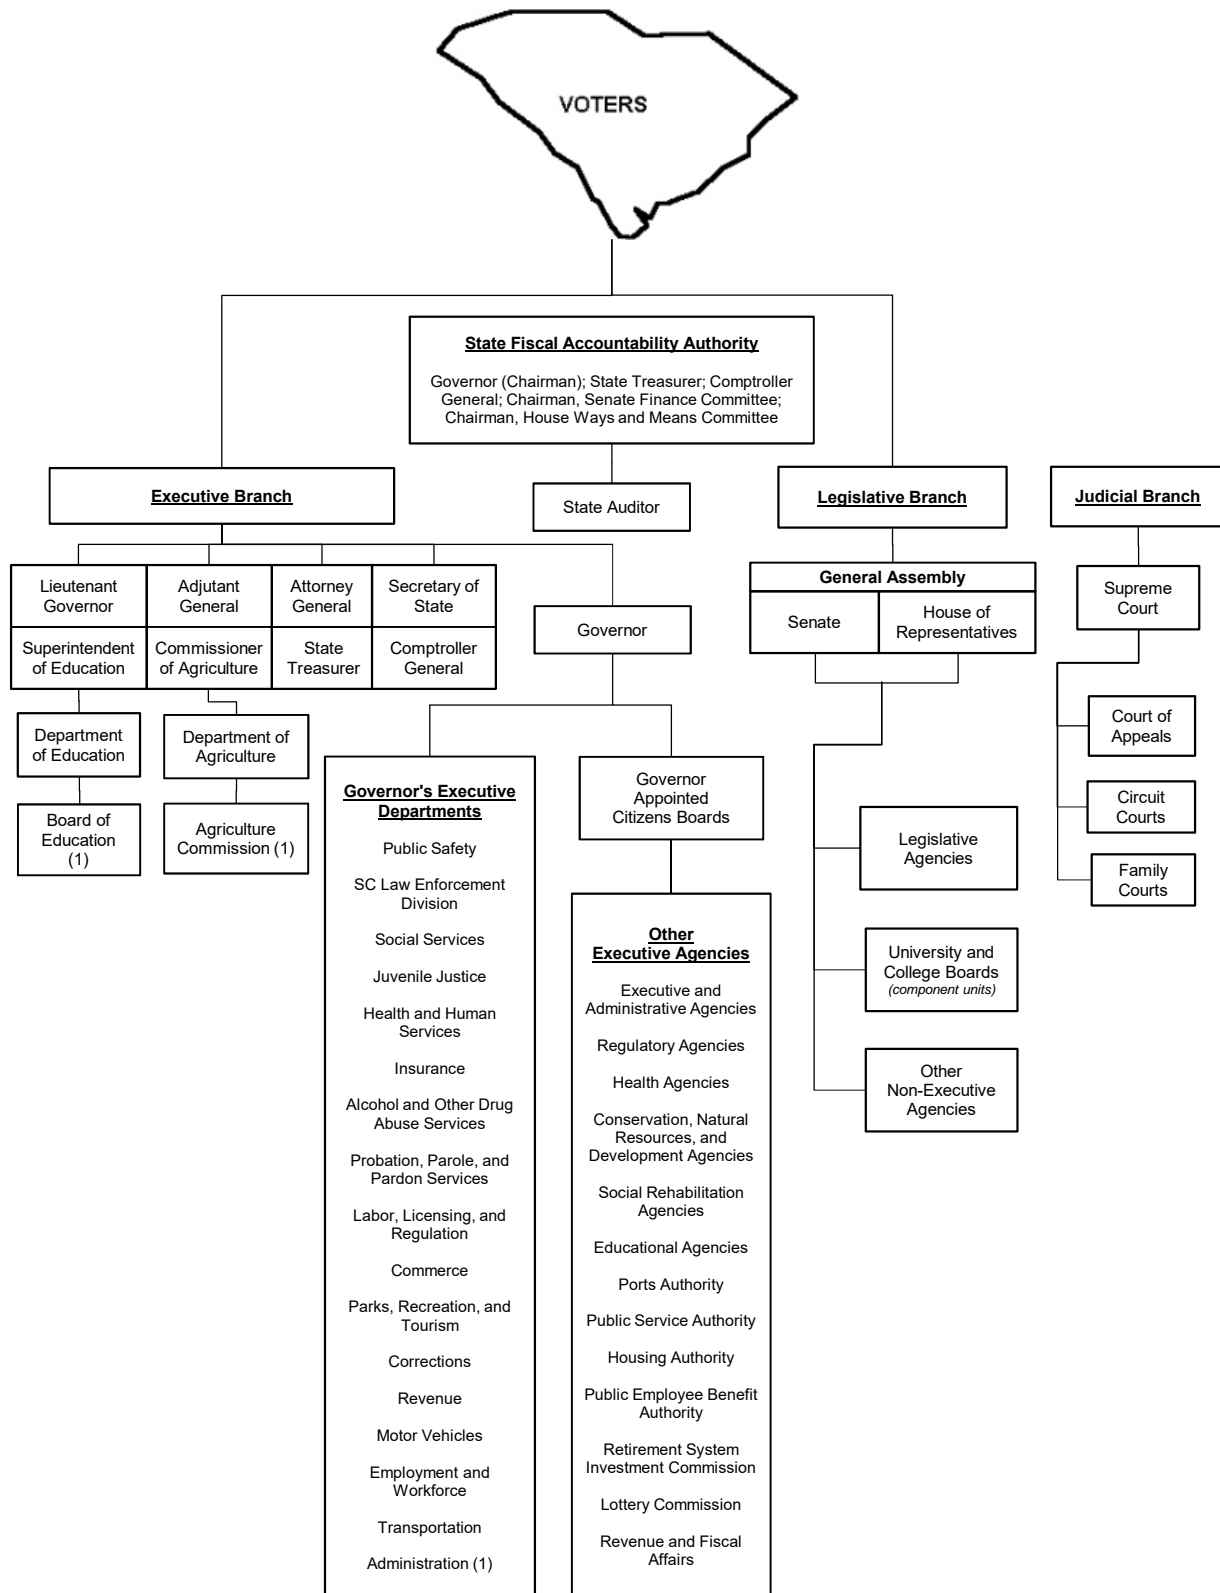 VOTERS
State Fiscal Accountability Authority
Governor (Chairman); State Treasurer; Comptroller
General; Chairman, Senate Finance Committee;
Chairman, House Ways and Means Committee
Executive Branch
State Auditor
Legislative Branch
Judicial Branch
Lieutenant
Governor
Adjutant
General
Attorney
General
Secretary of
State
Superintendent
of Education
Commissioner
of Agriculture
State
Treasurer
Comptroller
General
Governor
General Assembly
Senate
House of
Representatives
Supreme
Court
Department
of Education
Department of
Agriculture
Board of
Education
(1)
Agriculture
Commission (1)
Governor's Executive
Departments
Public Safety
SC Law Enforcement
Division
Social Services
Juvenile Justice
Health and Human
Services
Insurance
Alcohol and Other Drug
Abuse Services
Probation, Parole, and
Pardon Services
Labor, Licensing, and
Regulation
Commerce
Parks, Recreation, and
Tourism
Corrections
Revenue
Motor Vehicles
Employment and
Workforce
Transportation
Administration (1)
Governor
Appointed
Citizens Boards
Other
Executive Agencies
Executive and
Administrative Agencies
Regulatory Agencies
Health Agencies
Conservation, Natural
Resources, and
Development Agencies
Social Rehabilitation
Agencies
Educational Agencies
Ports Authority
Public Service Authority
Housing Authority
Public Employee Benefit
Authority
Retirement System
Investment Commission
Lottery Commission
Revenue and Fiscal
Affairs
Legislative
Agencies
University and
College Boards
(component units)
Other
Non-Executive
Agencies
Court of
Appeals
Circuit
Courts
Family
Courts